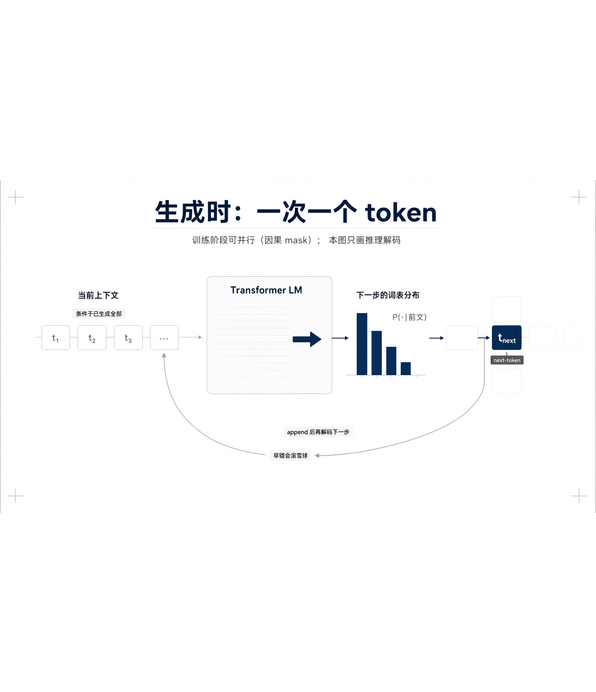 生成时：一次一个 token
训练阶段可并行（因果 mask）； 本图只画推理解码
当前上下文
条件于已生成全部
t1
t2
t3
...
Transformer LM
下一步的词表分布
P(·|前文)
tnext
next-token
append 后再解码下一步
早错会滚雪球